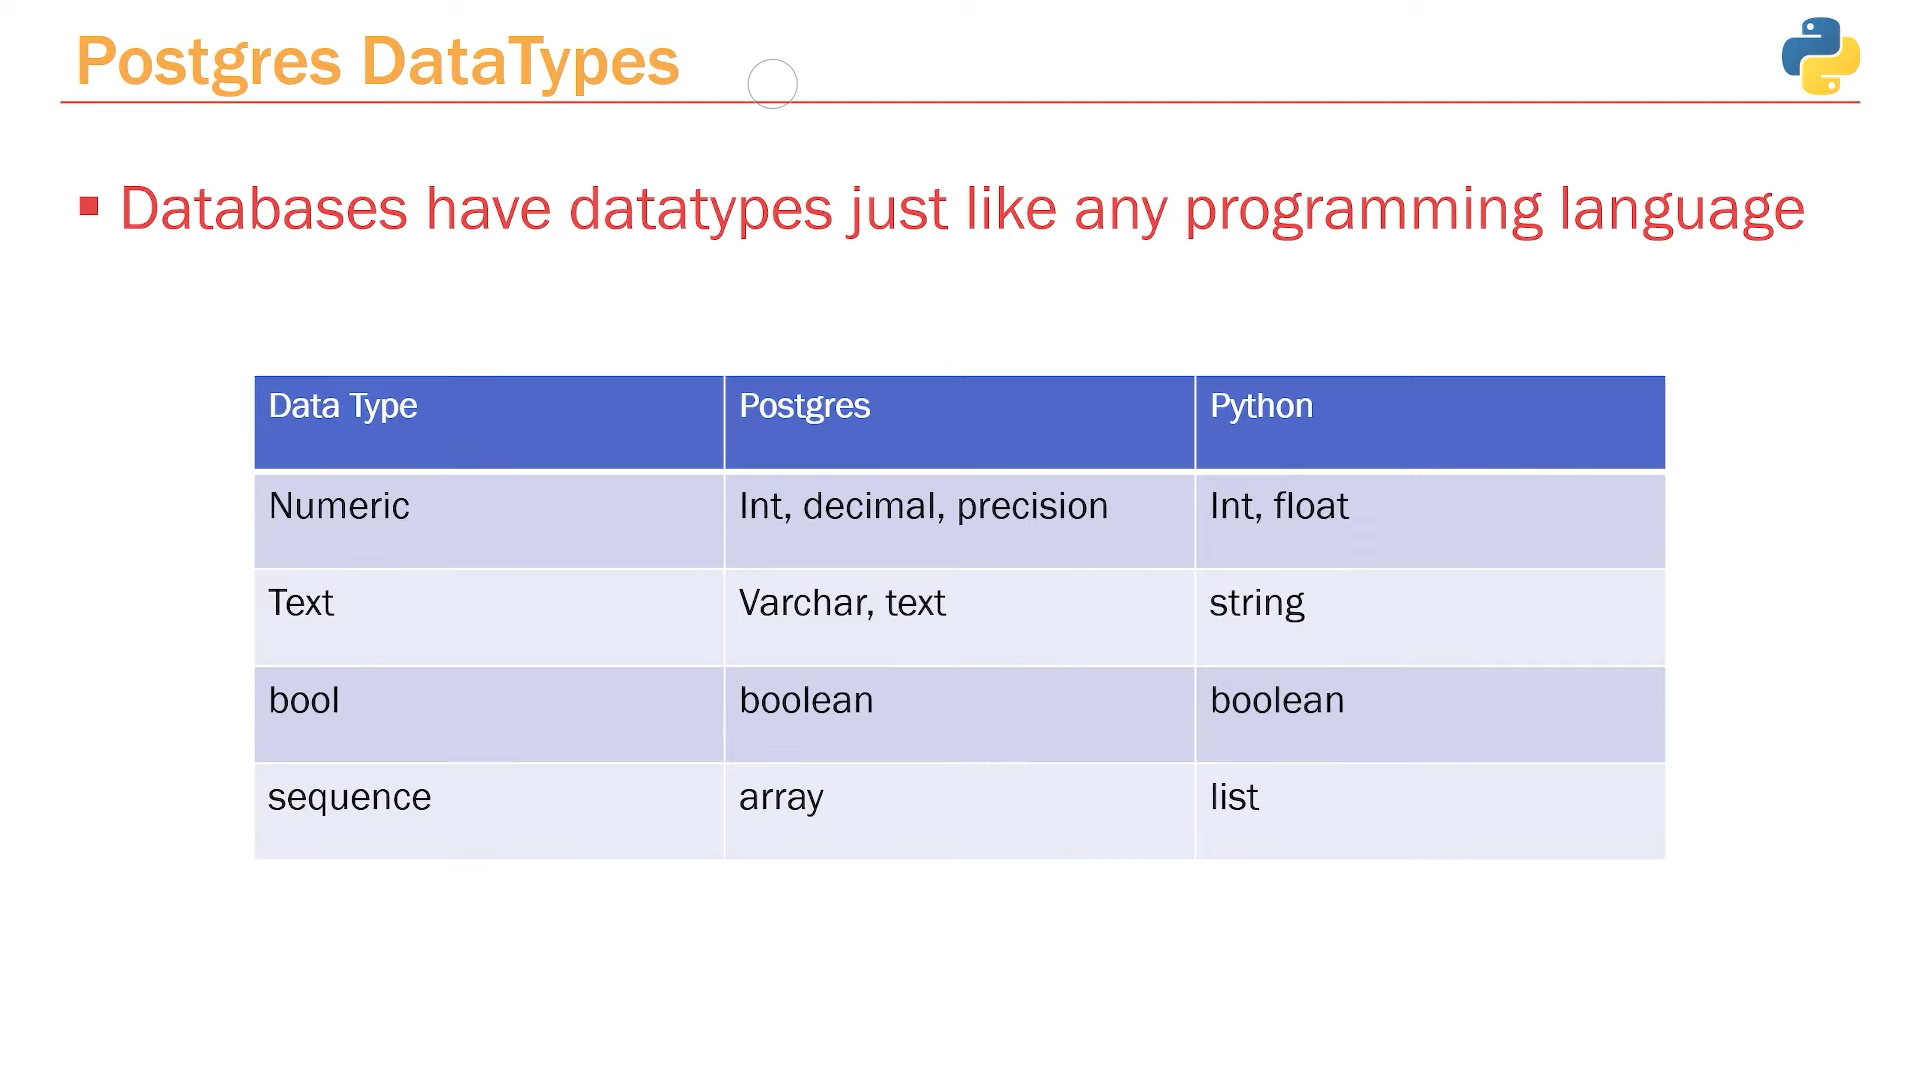 Postgres DataTypes
▪ Databases have datatypes just like any programming language
Data Type Postgres Python
Numeric Int, decimal, precision Int, float
Text Varchar, text string
bool boolean boolean
sequence array list